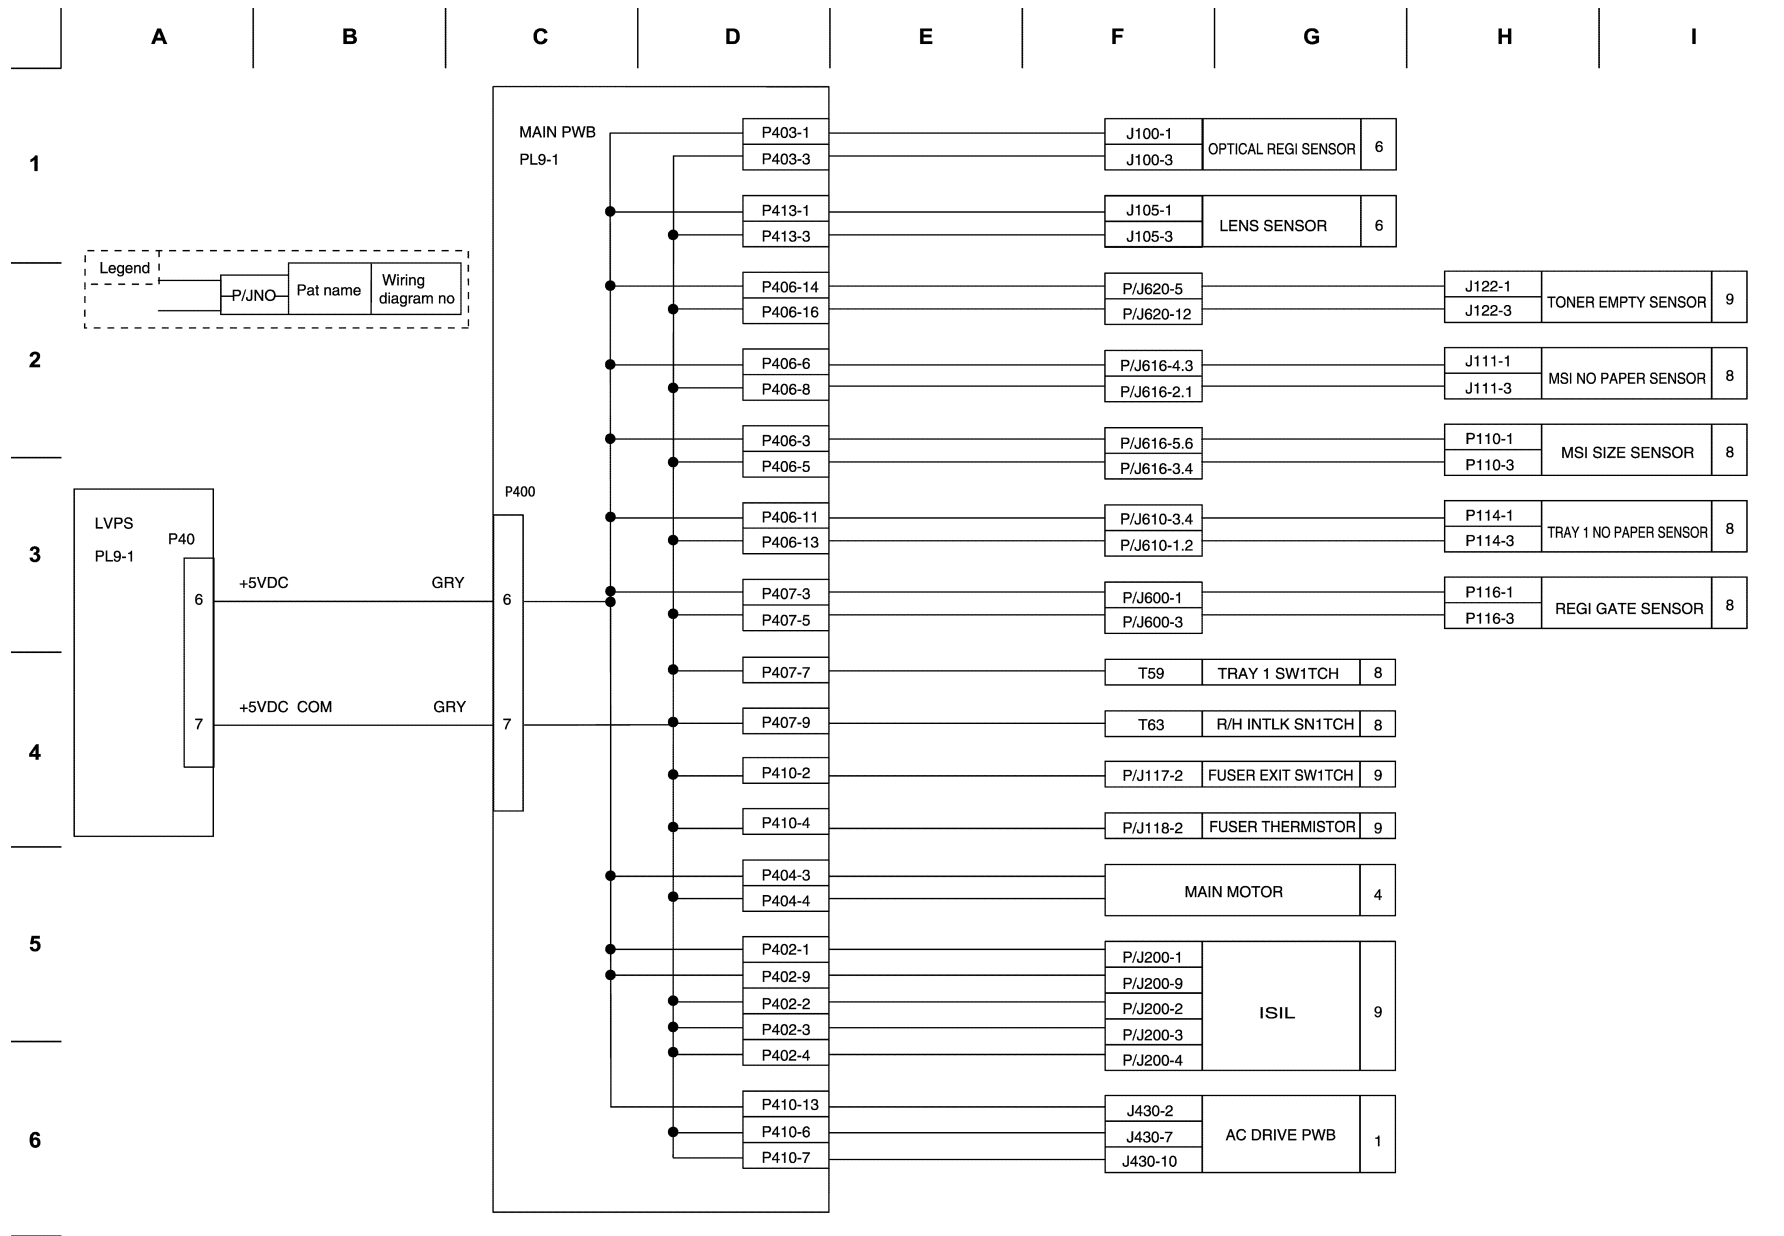 A B C D E F G H I
1
MAIN PWB
PL9-1
P403-1
P403-3
J100-1
J100-3
OPTICAL REGI SENSOR 6
P413-1
P413-3
J105-1
J105-3
LENS SENSOR 6
Legend
P/JNO
Pat name
Wiring
diagram no
2
P406-14
P406-16
P/J620-5
P/J620-12
J122-1
J122-3
TONER EMPTY SENSOR 9
P406-6
P406-8
P/J616-4.3
P/J616-2.1
J111-1
J111-3
MSI NO PAPER SENSOR 8
P406-3
P406-5
P/J616-5.6
P/J616-3.4
P110-1
P110-3
MSI SIZE SENSOR 8
3
LVPS
PL9-1
P40
6
7
+5VDC GRY
+5VDC COM GRY
P400
6
7
P406-11
P406-13
P/J610-3.4
P/J610-1.2
P114-1
P114-3
TRAY 1 NO PAPER SENSOR 8
P407-3
P407-5
P/J600-1
P/J600-3
P116-1
P116-3
REGI GATE SENSOR 8
4
P407-7
T59 TRAY 1 SW1TCH 8
P407-9
T63 R/H INTLK SN1TCH 8
P410-2
P/J117-2 FUSER EXIT SW1TCH 9
P410-4
P/J118-2 FUSER THERMISTOR 9
5
P404-3
P404-4
MAIN MOTOR 4
P402-1
P402-9
P402-2
P402-3
P402-4
P/J200-1
P/J200-9
P/J200-2
P/J200-3
P/J200-4
ISIL 9
6
P410-13
P410-6
P410-7
J430-2
J430-7
J430-10
AC DRIVE PWB 1